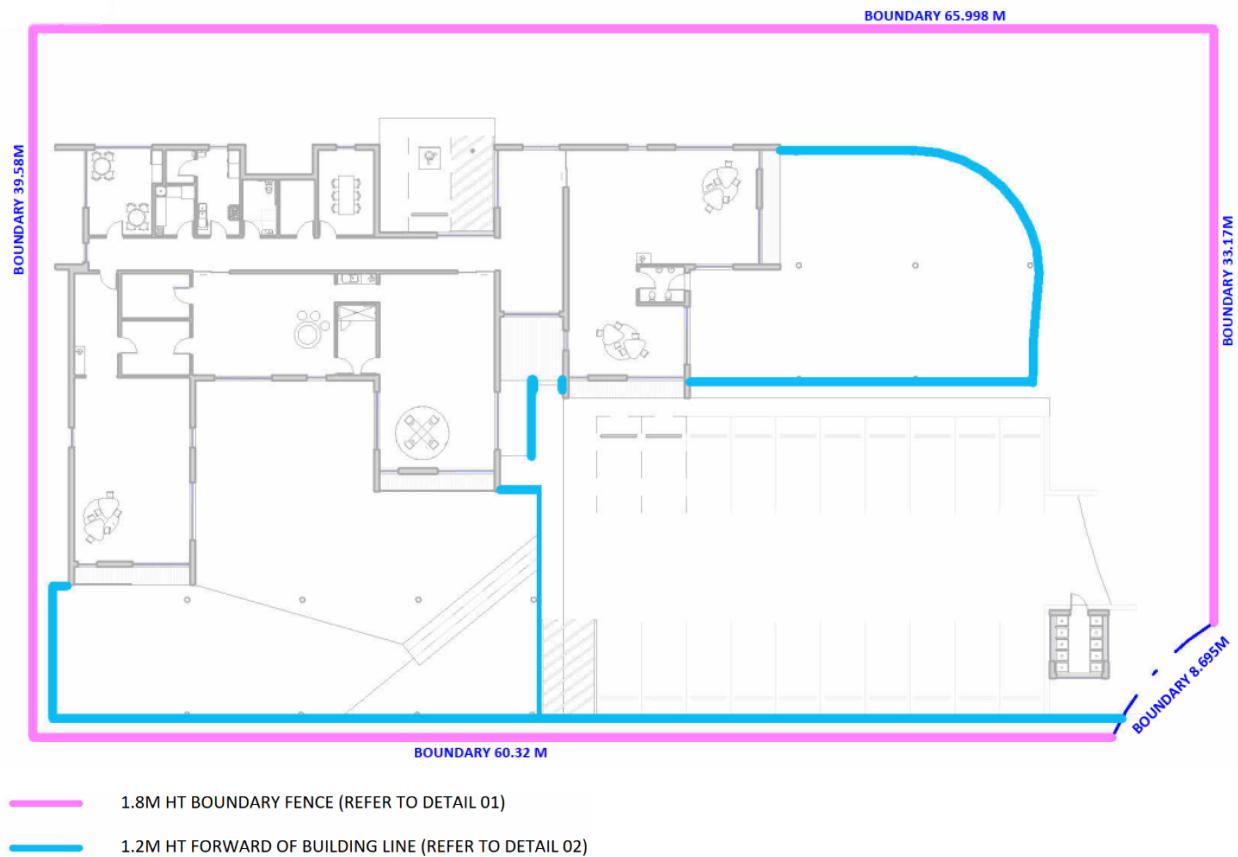 BOUNDARY 65.998 M
BOUNDARY 39.58M
BOUNDARY 33.17M
BOUNDARY 8.695M
BOUNDARY 60.32 M
1.8M HT BOUNDARY FENCE (REFER TO DETAIL 01)
1.2M HT FORWARD OF BUILDING LINE (REFER TO DETAIL 02)